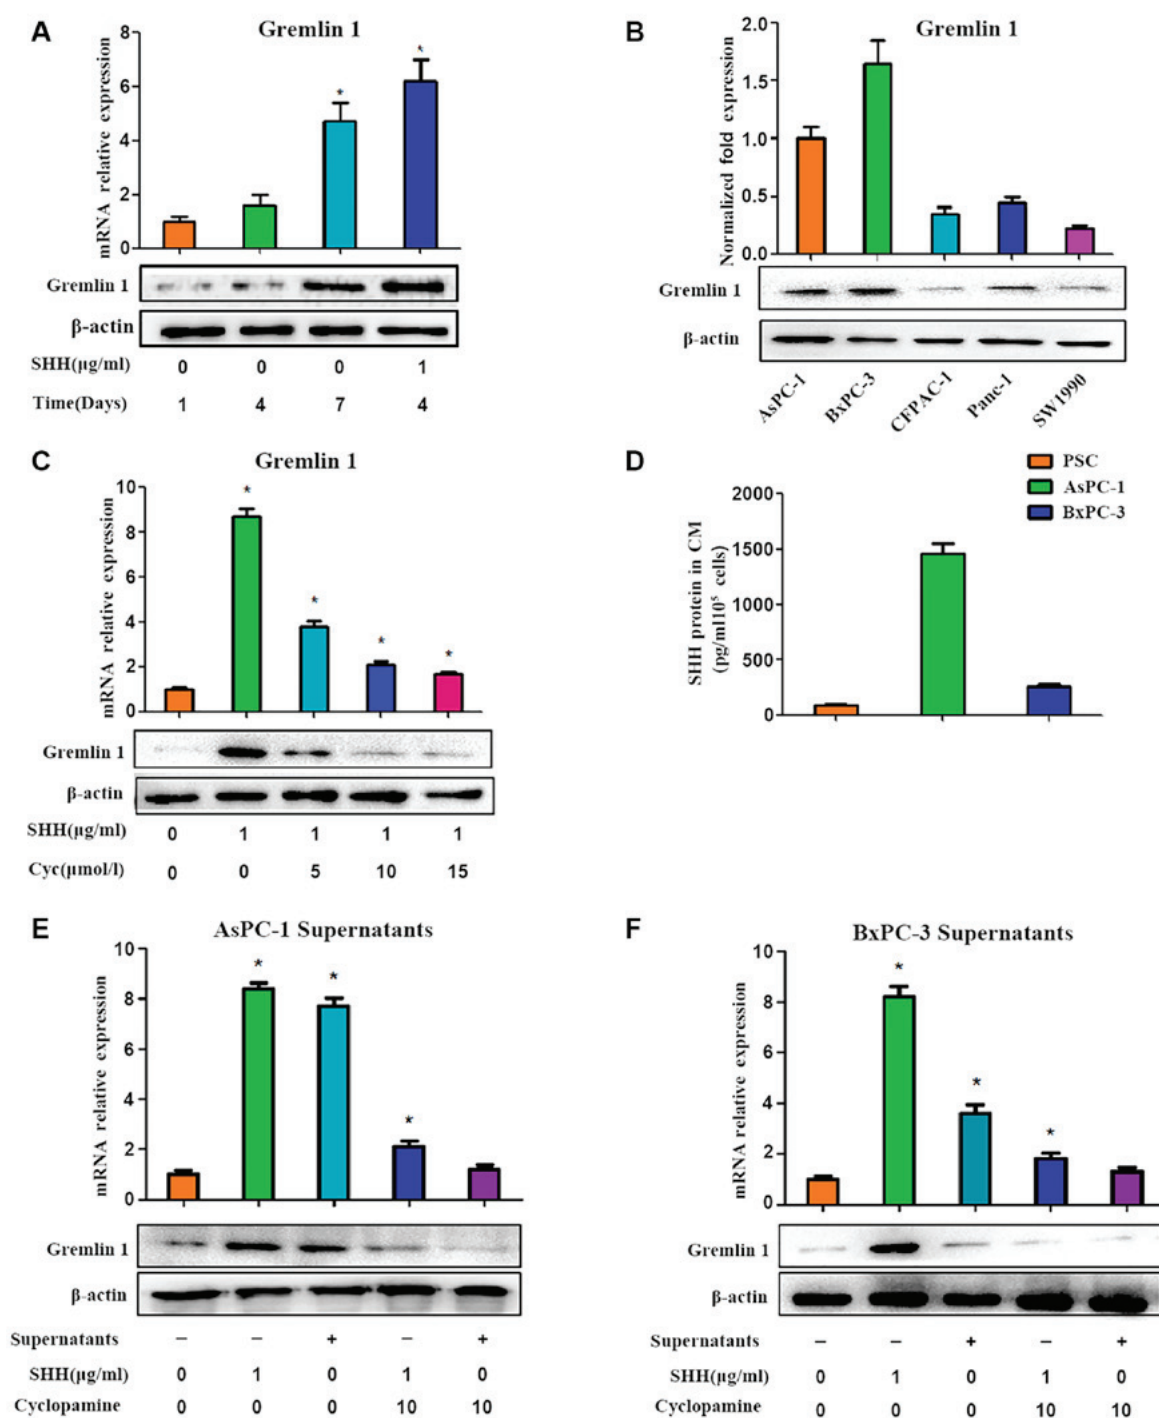 A
Gremlin 1
mRNA relative expression
8
6
4
2
0
*
*
Gremlin 1
β-actin
SHH(μg/ml) 0 0 0 1
Time(Days) 1 4 7 4
B
Gremlin 1
Normalized fold expression
2.0
1.5
1.0
0.5
0.0
Gremlin 1
β-actin
AsPC-1 BxPC-3 CFPAC-1 Panc-1 SW1990
C
Gremlin 1
mRNA relative expression
10
8
6
4
2
0
*
*
*
*
Gremlin 1
β-actin
SHH(μg/ml) 0 1 1 1 1
Cyc(μmol/l) 0 0 5 10 15
D
PSC
AsPC-1
BxPC-3
SHH protein in CM
(pg/ml10⁵ cells)
2000
1500
1000
500
0
E
AsPC-1 Supernatants
mRNA relative expression
10
8
6
4
2
0
*
*
*
Gremlin 1
β-actin
Supernatants – – + – +
SHH(μg/ml) 0 1 0 1 0
Cyclopamine 0 0 0 10 10
F
BxPC-3 Supernatants
mRNA relative expression
10
8
6
4
2
0
*
*
*
Gremlin 1
β-actin
Supernatants – – + – +
SHH(μg/ml) 0 1 0 1 0
Cyclopamine 0 0 0 10 10